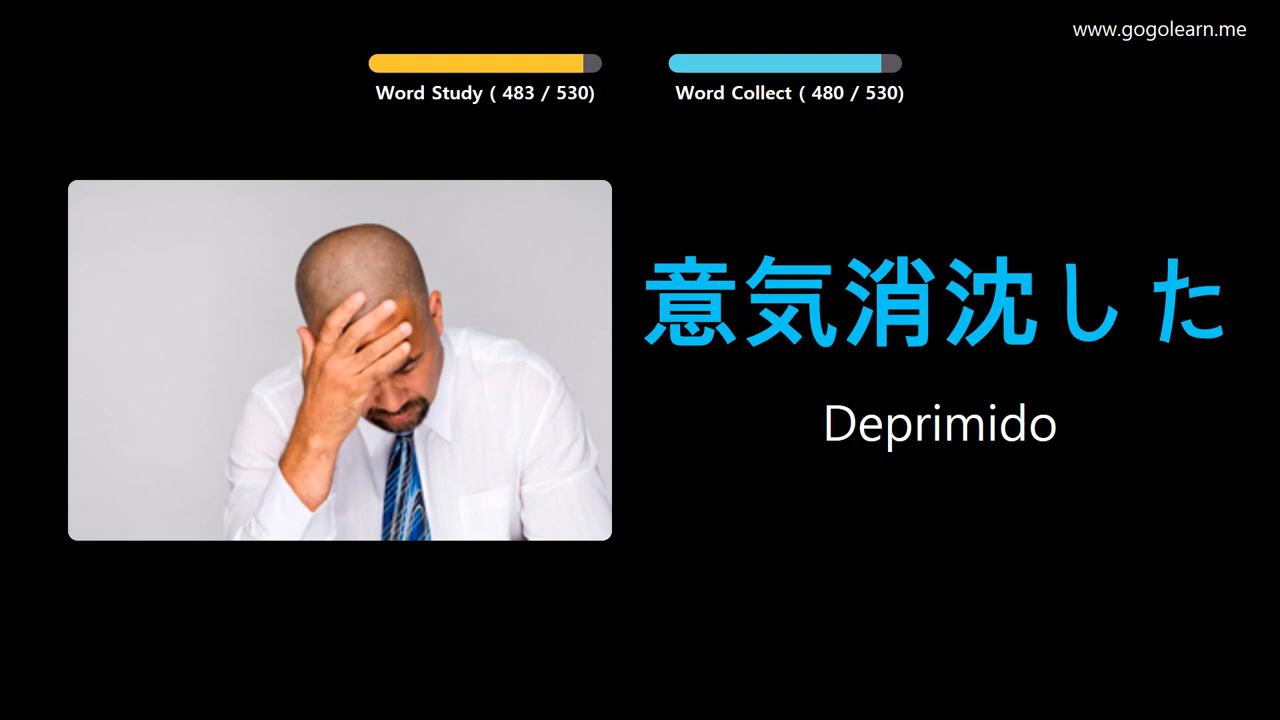 www.gogolearn.me
Word Study ( 483 / 530)
Word Collect ( 480 / 530)
意気消沈した
Deprimido